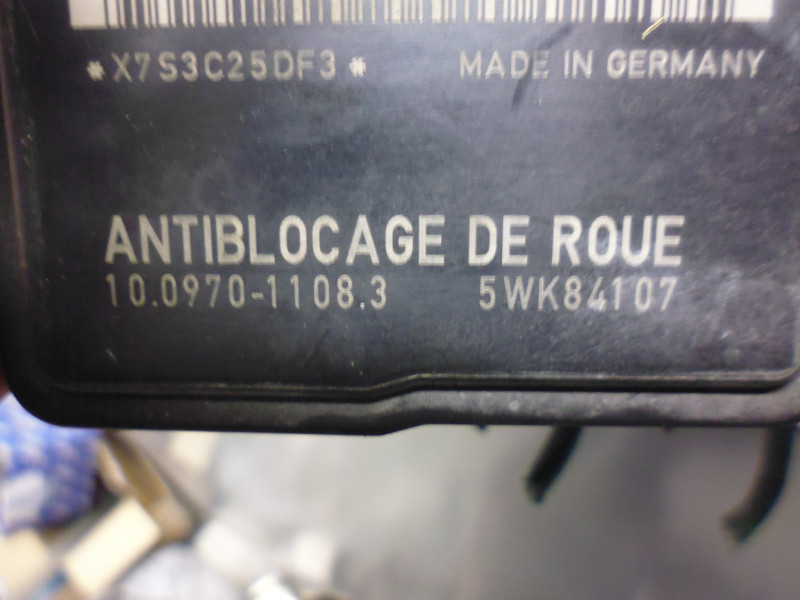 *X7S3C25DF3* MADE IN GERMANY
ANTIBLOCAGE DE ROUE
10.0970-1108.3 5WK84107